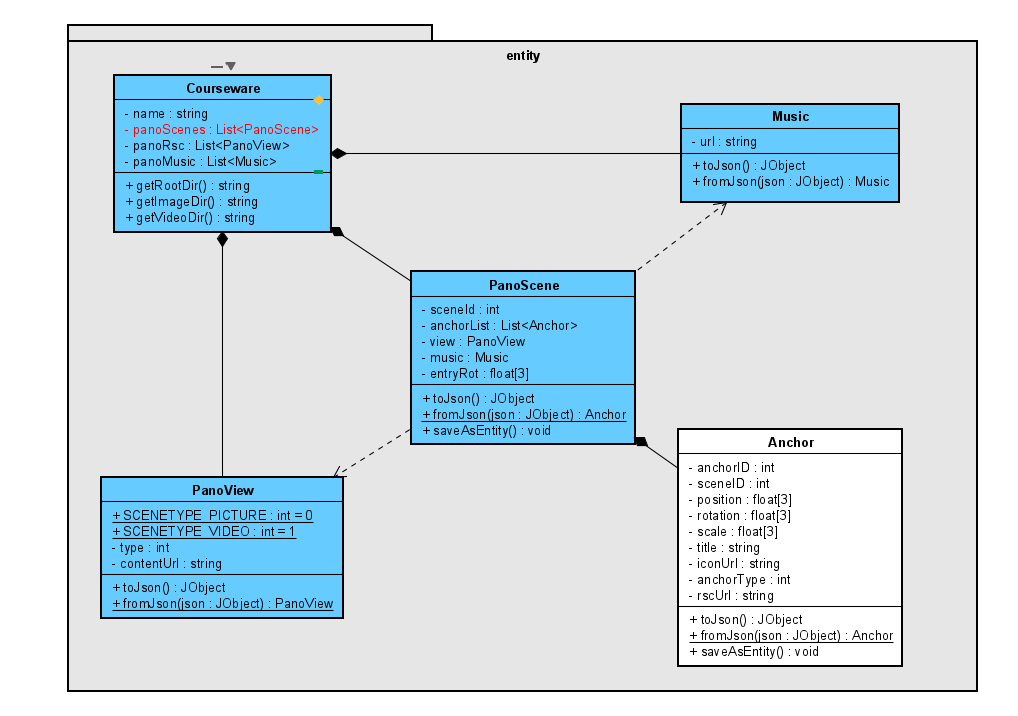 entity
Courseware
- name : string
- panoScenes : List<PanoScene>
- panoRsc : List<PanoView>
- panoMusic : List<Music>
+ getRootDir() : string
+ getImageDir() : string
+ getVideoDir() : string
Music
- url : string
+ toJson() : JObject
+ fromJson(json : JObject) : Music
PanoScene
- sceneId : int
- anchorList : List<Anchor>
- view : PanoView
- music : Music
- entryRot : float[3]
+ toJson() : JObject
+ fromJson(json : JObject) : Anchor
+ saveAsEntity() : void
PanoView
+ SCENETYPE_PICTURE : int = 0
+ SCENETYPE_VIDEO : int = 1
- type : int
- contentUrl : string
+ toJson() : JObject
+ fromJson(json : JObject) : PanoView
Anchor
- anchorID : int
- sceneID : int
- position : float[3]
- rotation : float[3]
- scale : float[3]
- title : string
- iconUrl : string
- anchorType : int
- rscUrl : string
+ toJson() : JObject
+ fromJson(json : JObject) : Anchor
+ saveAsEntity() : void